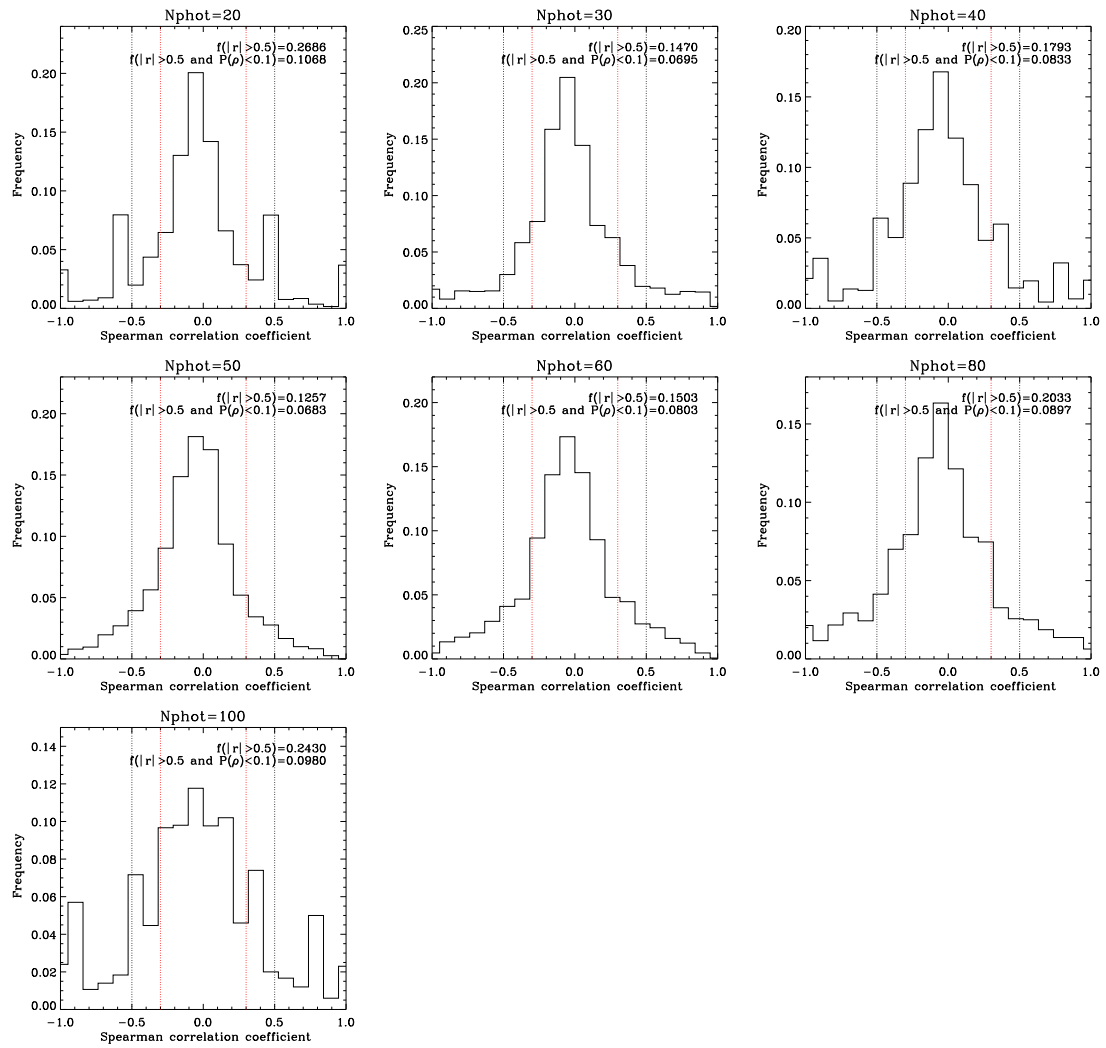 Nphot=20
f(|r|>0.5)=0.2686
f(|r|>0.5 and P(ρ)<0.1)=0.1068
Frequency
0.20
0.15
0.10
0.05
0.00
-1.0 -0.5 0.0 0.5 1.0
Spearman correlation coefficient
Nphot=30
f(|r|>0.5)=0.1470
f(|r|>0.5 and P(ρ)<0.1)=0.0695
Frequency
0.25
0.20
0.15
0.10
0.05
0.00
-1.0 -0.5 0.0 0.5 1.0
Spearman correlation coefficient
Nphot=40
f(|r|>0.5)=0.1793
f(|r|>0.5 and P(ρ)<0.1)=0.0833
Frequency
0.20
0.15
0.10
0.05
0.00
-1.0 -0.5 0.0 0.5 1.0
Spearman correlation coefficient
Nphot=50
f(|r|>0.5)=0.1257
f(|r|>0.5 and P(ρ)<0.1)=0.0683
Frequency
0.20
0.15
0.10
0.05
0.00
-1.0 -0.5 0.0 0.5 1.0
Spearman correlation coefficient
Nphot=60
f(|r|>0.5)=0.1503
f(|r|>0.5 and P(ρ)<0.1)=0.0803
Frequency
0.20
0.15
0.10
0.05
0.00
-1.0 -0.5 0.0 0.5 1.0
Spearman correlation coefficient
Nphot=80
f(|r|>0.5)=0.2033
f(|r|>0.5 and P(ρ)<0.1)=0.0897
Frequency
0.15
0.10
0.05
0.00
-1.0 -0.5 0.0 0.5 1.0
Spearman correlation coefficient
Nphot=100
f(|r|>0.5)=0.2430
f(|r|>0.5 and P(ρ)<0.1)=0.0980
Frequency
0.14
0.12
0.10
0.08
0.06
0.04
0.02
0.00
-1.0 -0.5 0.0 0.5 1.0
Spearman correlation coefficient